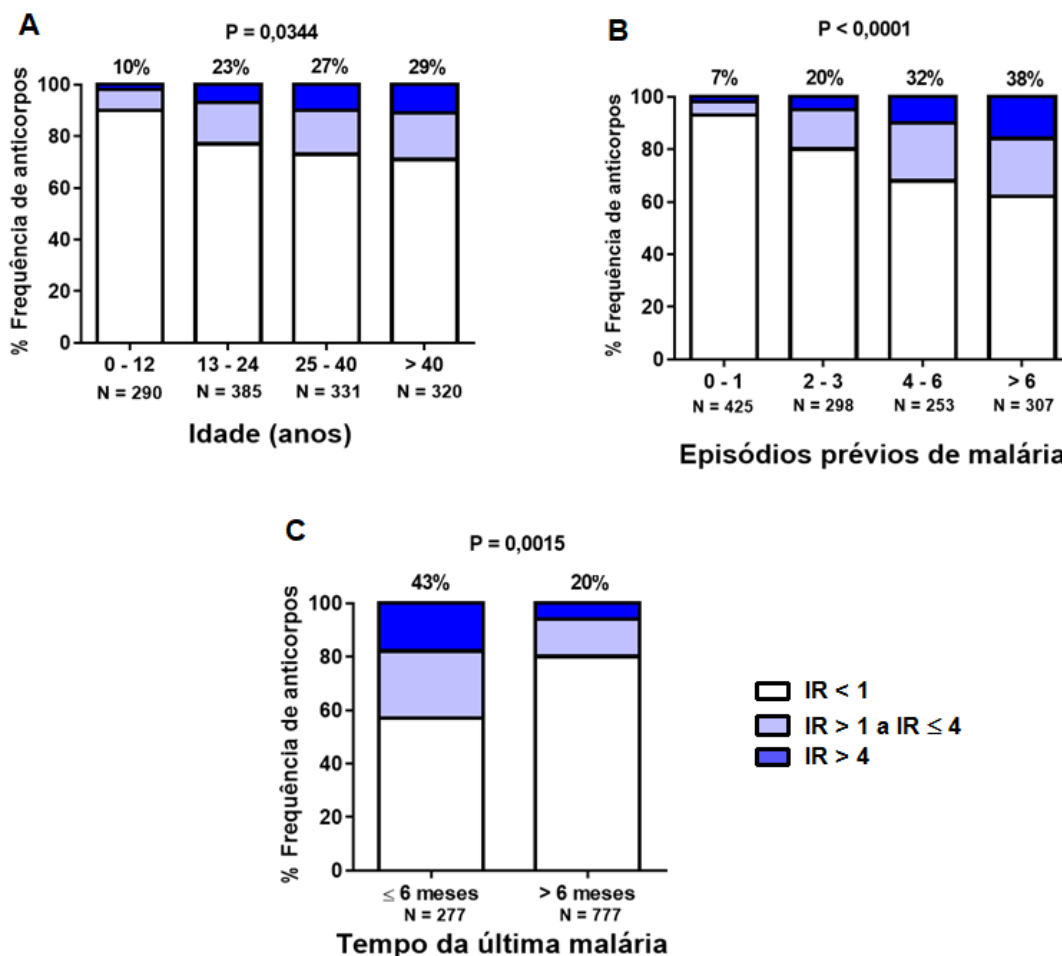 A
P = 0,0344
10% 23% 27% 29%
% Frequência de anticorpos
100
80
60
40
20
0
0 - 12 13 - 24 25 - 40 > 40
N = 290 N = 385 N = 331 N = 320
Idade (anos)
B
P < 0,0001
7% 20% 32% 38%
% Frequência de anticorpos
100
80
60
40
20
0
0 - 1 2 - 3 4 - 6 > 6
N = 425 N = 298 N = 253 N = 307
Episódios prévios de malária
C
P = 0,0015
43% 20%
% Frequência de anticorpos
100
80
60
40
20
0
≤ 6 meses > 6 meses
N = 277 N = 777
Tempo da última malária
IR < 1
IR > 1 a IR ≤ 4
IR > 4